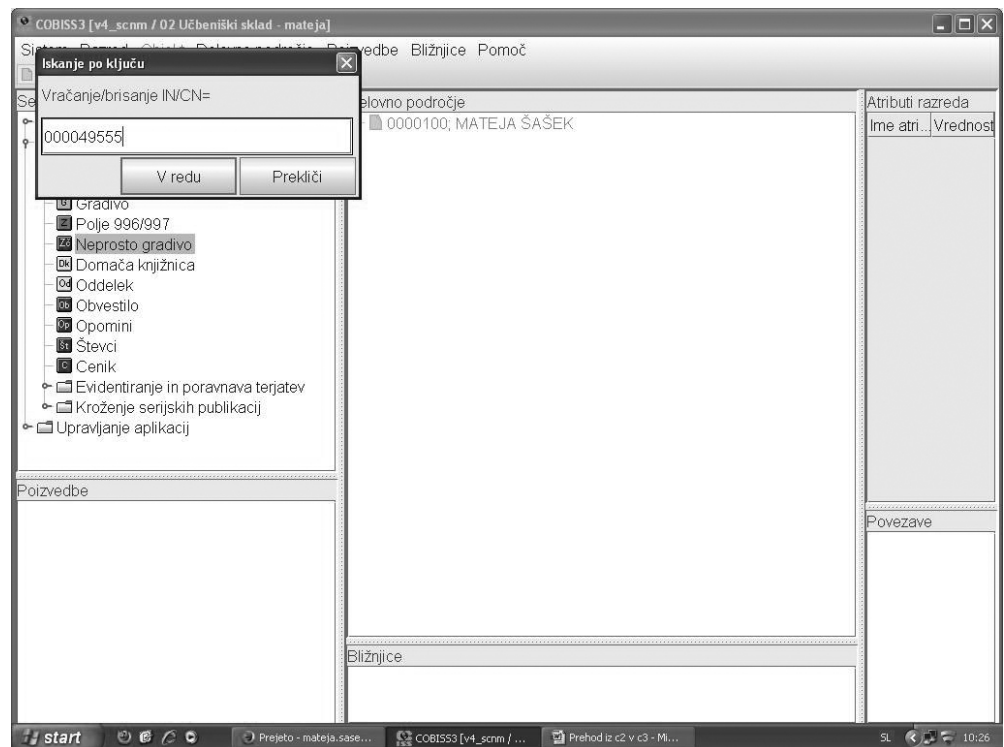 COBISS3 [v4_scnm / 02 Učbeniški sklad - mateja]
Poizvedbe Bližnjice Pomoč
Iskanje po ključu
Vračanje/brisanje IN/CN=
000049555
V redu Prekliči
Gradivo
Polje 996/997
Neprosto gradivo
Domača knjižnica
Oddelek
Obvestilo
Opomini
Števci
Cenik
Evidentiranje in poravnava terjatev
Kroženje serijskih publikacij
Upravljanje aplikacij
Poizvedbe
elovno področje
0000100; MATEJA ŠAŠEK
Bližnjice
Atributi razreda
Ime atri... Vrednost
Povezave
start
Prejeto - mateja.sase...
COBISS3 [v4_scnm / ...
Prehod iz c2 v c3 - Mi...
SL 10:26